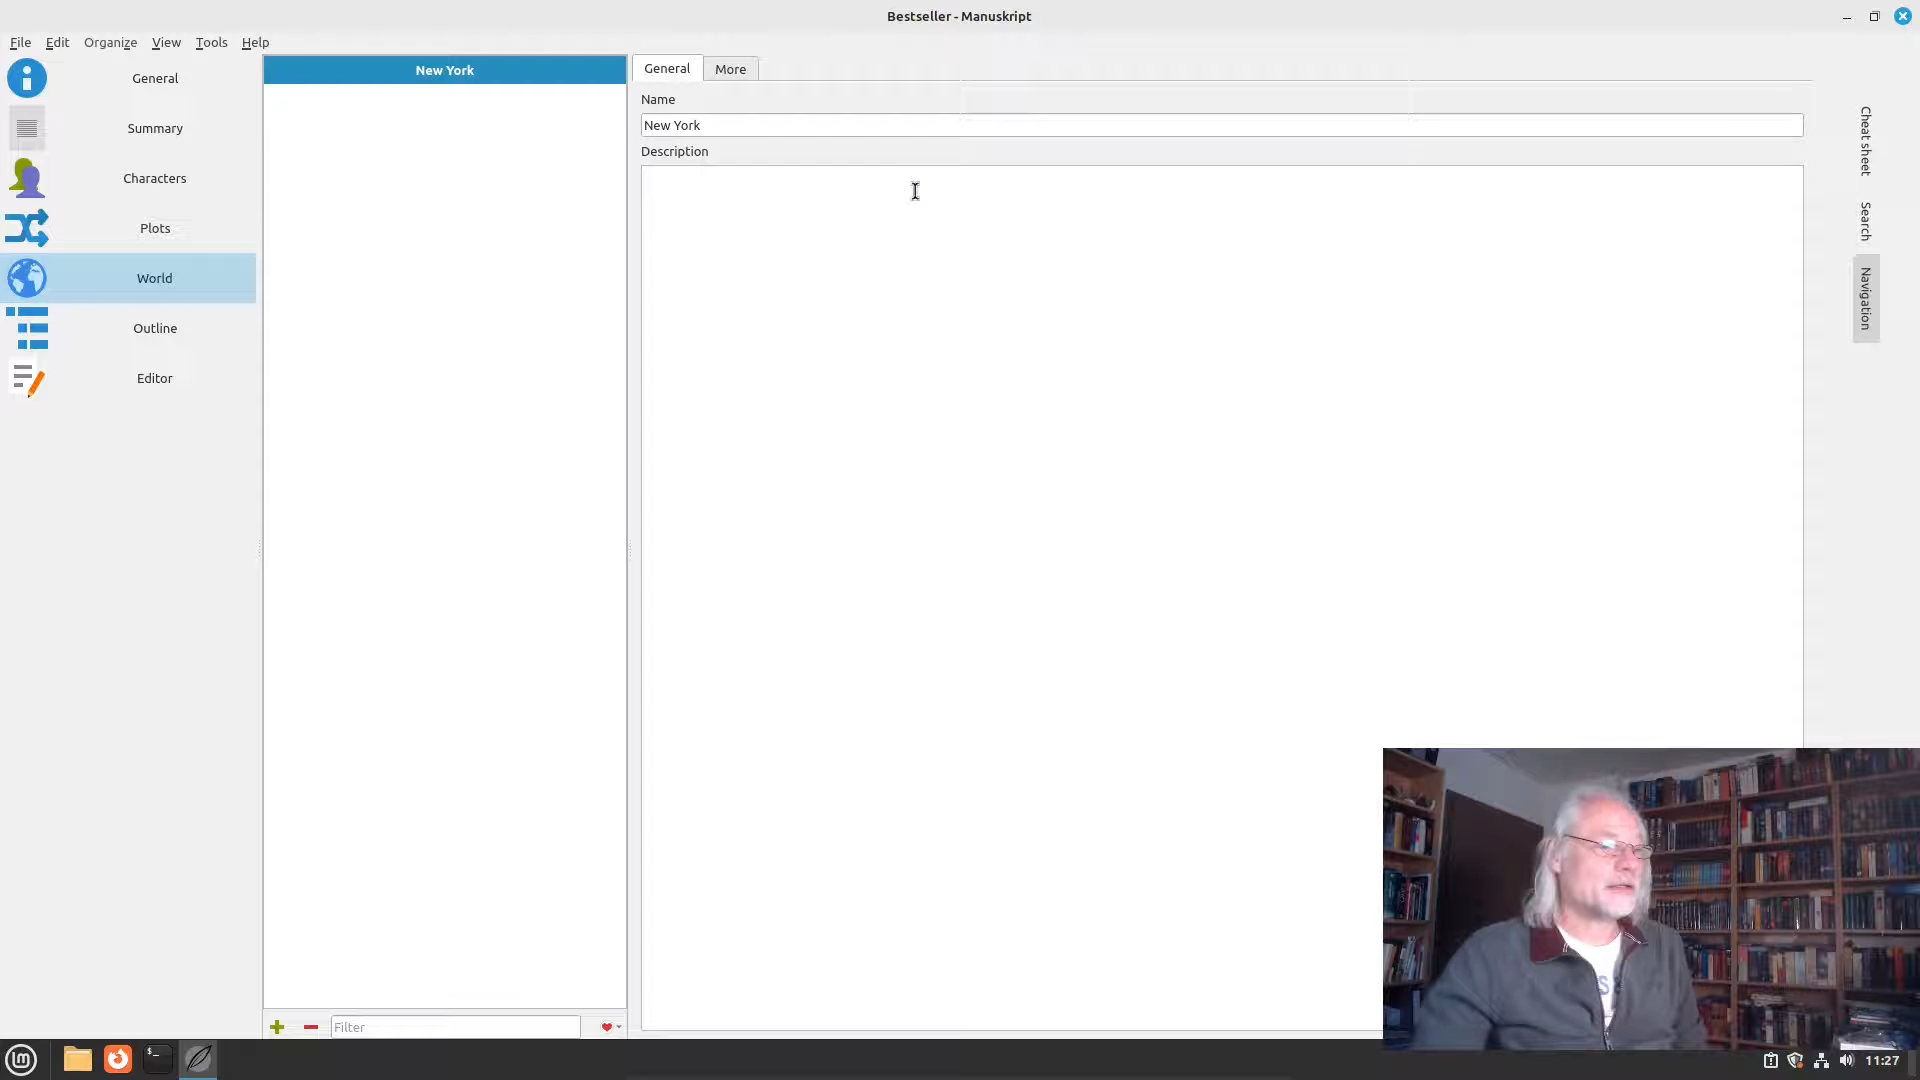 Bestseller - Manuskript
File Edit Organize View Tools Help
General
Summary
Characters
Plots
World
Outline
Editor
New York
Filter
General More
Name
New York
Description
Cheat sheet
Search
Navigation
11:27